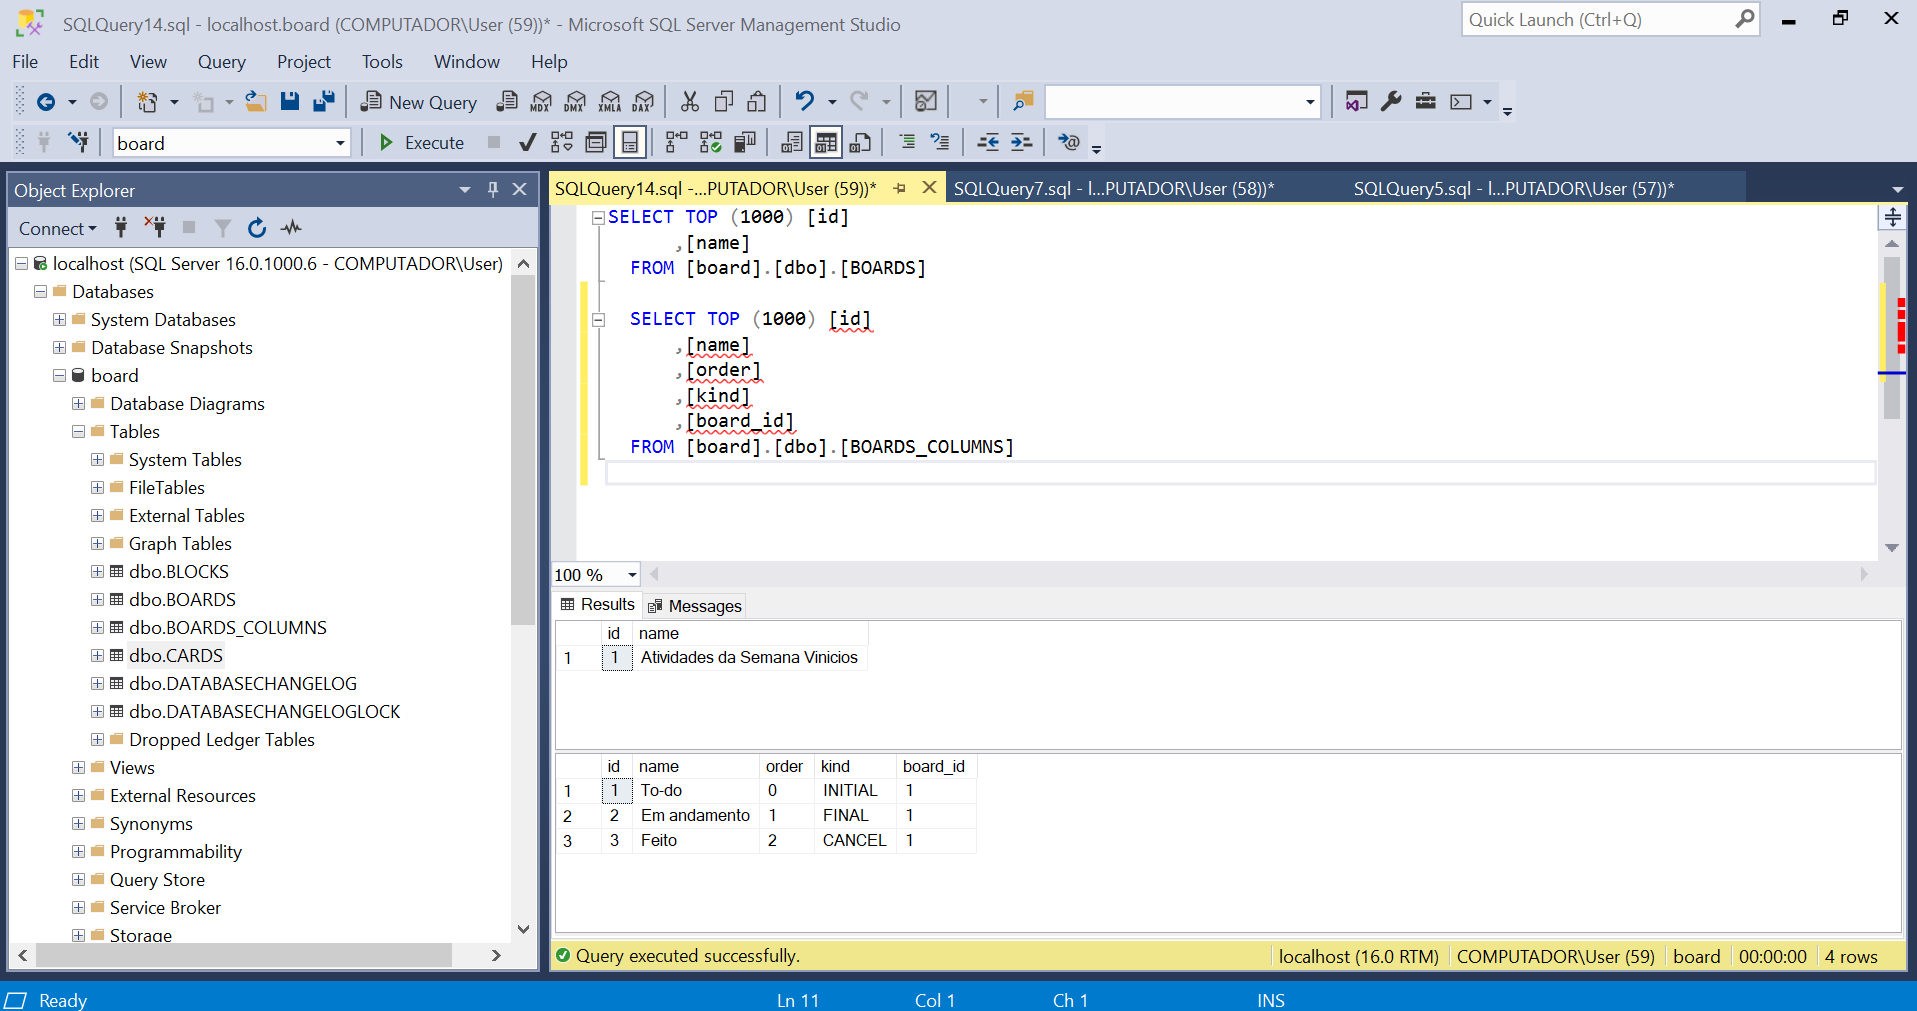 SQLQuery14.sql - localhost.board (COMPUTADOR\User (59))* - Microsoft SQL Server Management Studio
Quick Launch (Ctrl+Q)
File Edit View Query Project Tools Window Help
New Query MDX DMX XMLA DAX
board Execute
Object Explorer
Connect
localhost (SQL Server 16.0.1000.6 - COMPUTADOR\User)
Databases
System Databases
Database Snapshots
board
Database Diagrams
Tables
System Tables
FileTables
External Tables
Graph Tables
dbo.BLOCKS
dbo.BOARDS
dbo.BOARDS_COLUMNS
dbo.CARDS
dbo.DATABASECHANGELOG
dbo.DATABASECHANGELOGLOCK
Dropped Ledger Tables
Views
External Resources
Synonyms
Programmability
Query Store
Service Broker
Storage
SQLQuery14.sql -...PUTADOR\User (59))* SQLQuery7.sql - l...PUTADOR\User (58))* SQLQuery5.sql - l...PUTADOR\User (57))*
SELECT TOP (1000) [id]
,[name]
FROM [board].[dbo].[BOARDS]
SELECT TOP (1000) [id]
,[name]
,[order]
,[kind]
,[board_id]
FROM [board].[dbo].[BOARDS_COLUMNS]
100 %
Results Messages
id name
1 1 Atividades da Semana Vinicios
id name order kind board_id
1 1 To-do 0 INITIAL 1
2 2 Em andamento 1 FINAL 1
3 3 Feito 2 CANCEL 1
Query executed successfully. localhost (16.0 RTM) COMPUTADOR\User (59) board 00:00:00 4 rows
Ready Ln 11 Col 1 Ch 1 INS